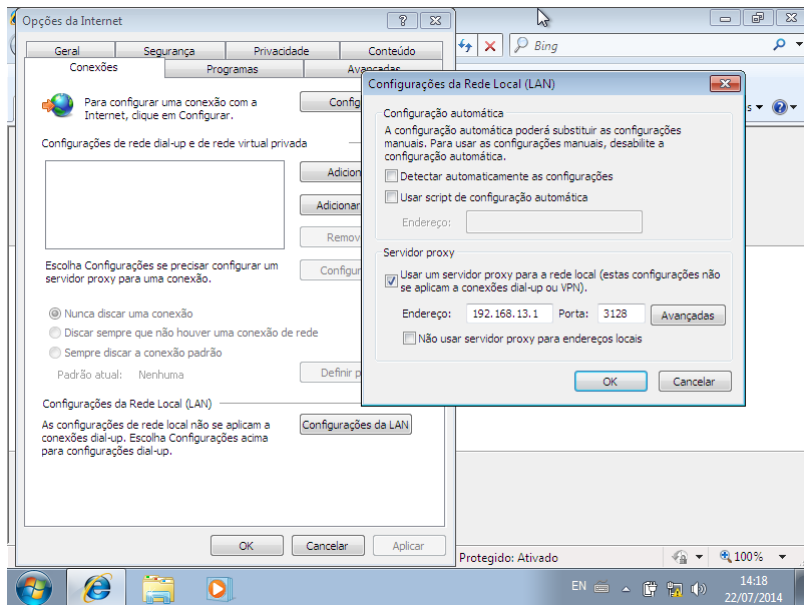 Opções da Internet
Geral
Segurança
Privacidade
Conteúdo
Conexões
Programas
Avançadas
Para configurar uma conexão com a
Internet, clique em Configurar.
Config
Configurações de rede dial-up e de rede virtual privada
Adicion
Adicionar
Remov
Escolha Configurações se precisar configurar um
servidor proxy para uma conexão.
Configur
Nunca discar uma conexão
Discar sempre que não houver uma conexão de rede
Sempre discar a conexão padrão
Padrão atual: Nenhuma
Definir p
Configurações da Rede Local (LAN)
As configurações de rede local não se aplicam a
conexões dial-up. Escolha Configurações acima
para configurações dial-up.
Configurações da LAN
OK
Cancelar
Aplicar
Bing
Configurações da Rede Local (LAN)
Configuração automática
A configuração automática poderá substituir as configurações
manuais. Para usar as configurações manuais, desabilite a
configuração automática.
Detectar automaticamente as configurações
Usar script de configuração automática
Endereço:
Servidor proxy
Usar um servidor proxy para a rede local (estas configurações não
se aplicam a conexões dial-up ou VPN).
Endereço: 192.168.13.1 Porta: 3128 Avançadas
Não usar servidor proxy para endereços locais
OK
Cancelar
s
Protegido: Ativado
100%
EN
14:18
22/07/2014